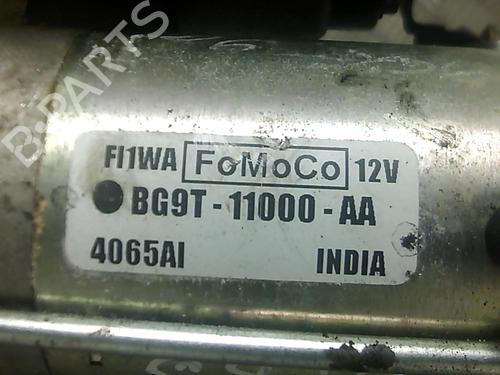 B-PARTS
FI1WA FoMoCo 12V
BG9T-11000-AA
4065AI INDIA